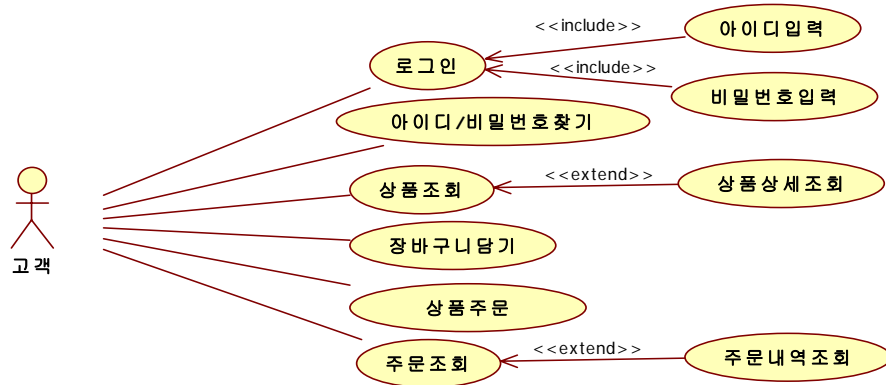 <<include>>
아이디입력
로그인
<<include>>
비밀번호입력
아이디/비밀번호찾기
<<extend>>
상품조회
상품상세조회
장바구니담기
고객
상품주문
<<extend>>
주문조회
주문내역조회